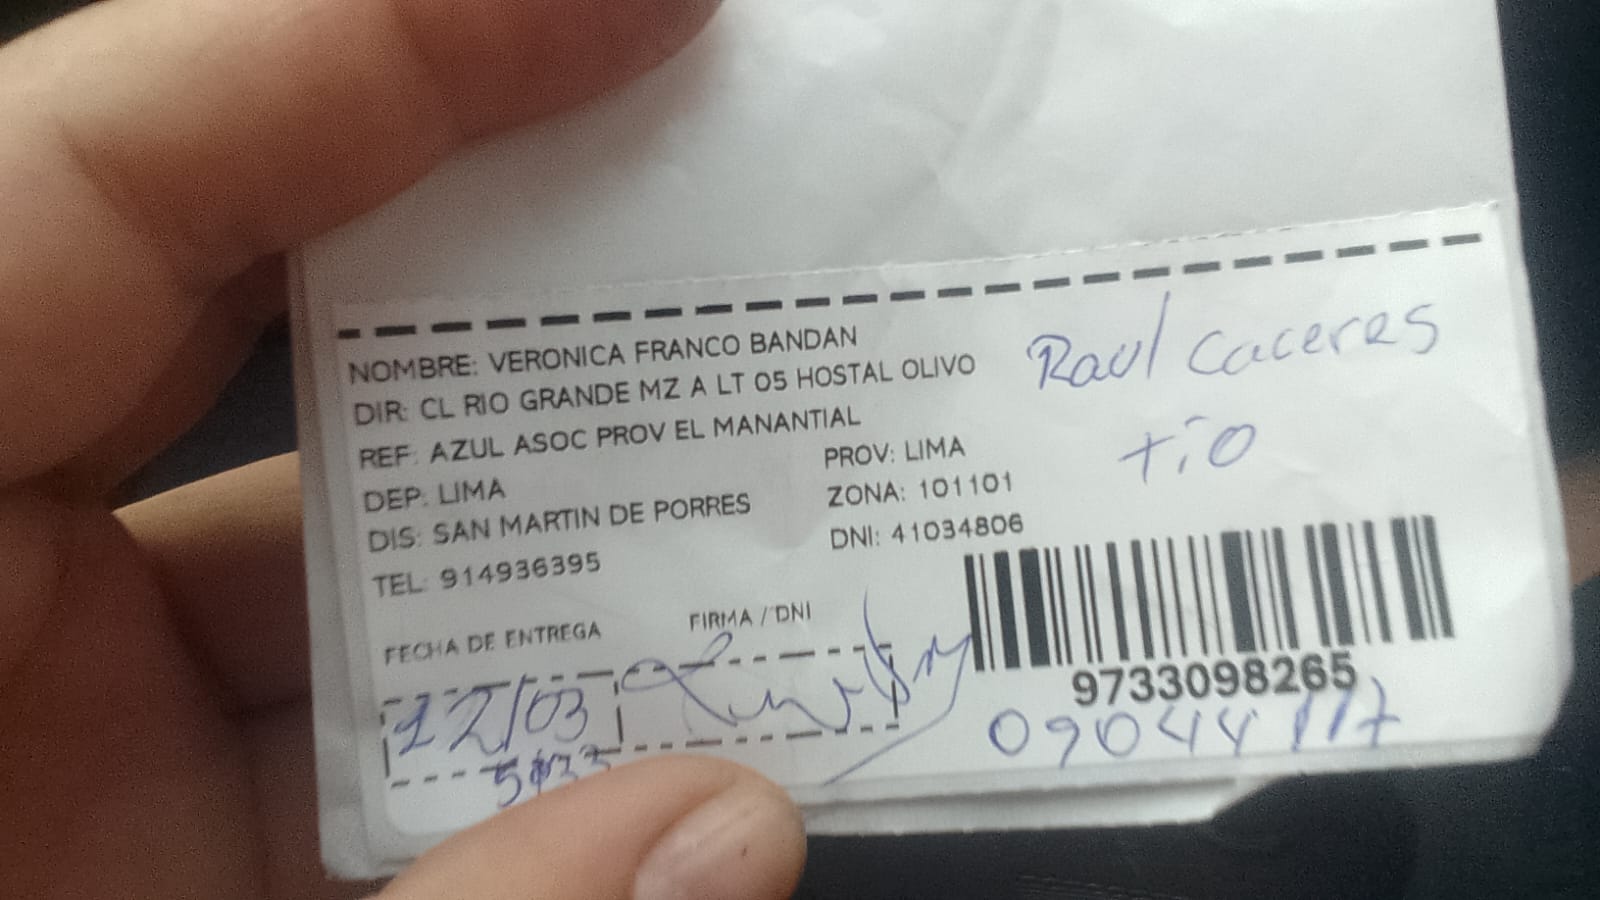 NOMBRE: VERONICA FRANCO BANDAN
DIR: CL RIO GRANDE MZ A LT 05 HOSTAL OLIVO
REF: AZUL ASOC PROV EL MANANTIAL
DEP: LIMA
PROV: LIMA
DIS: SAN MARTIN DE PORRES
ZONA: 101101
TEL: 914936395
DNI: 41034806
Raul Caceres
tio
FECHA DE ENTREGA
FIRMA / DNI
12/03
9733098265